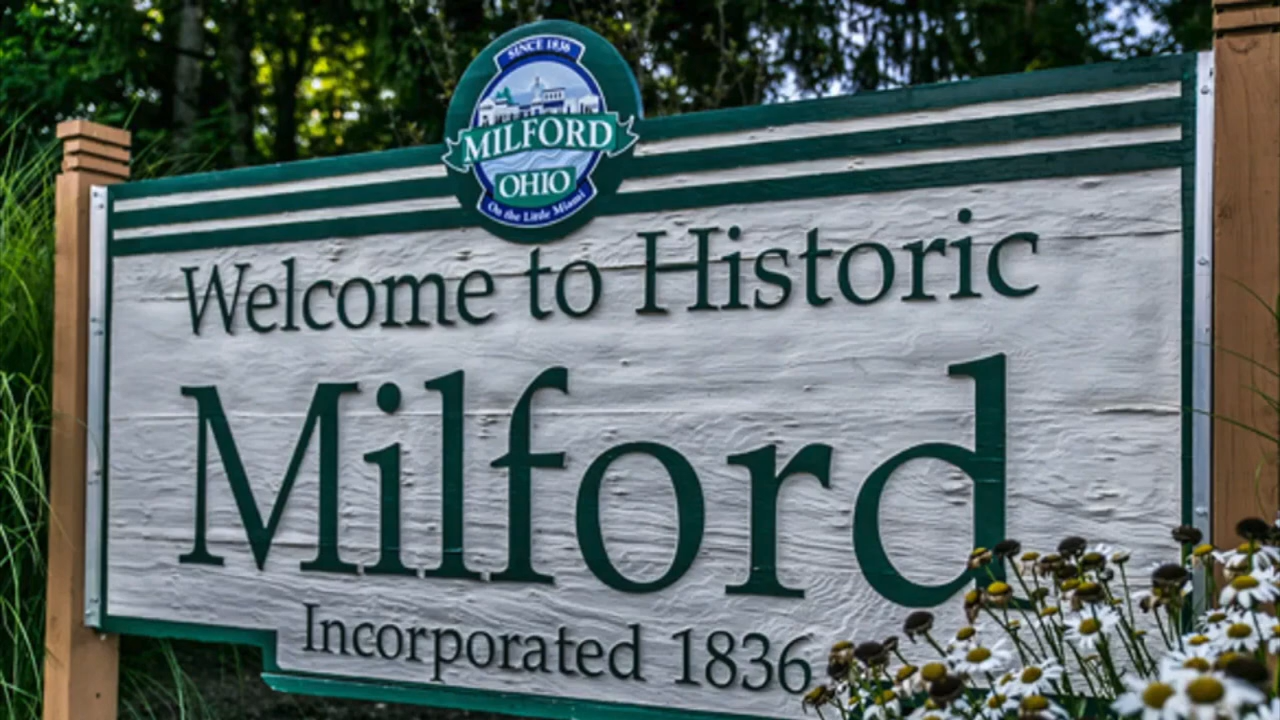 SINCE 1836
MILFORD
OHIO
On the Little Miami
Welcome to Historic
Milford
Incorporated 1836